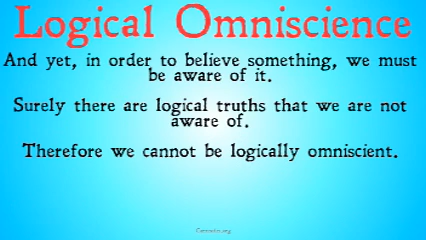 Logical Omniscience
And yet, in order to believe something, we must
be aware of it.
Surely there are logical truths that we are not
aware of.
Therefore we cannot be logically omniscient.